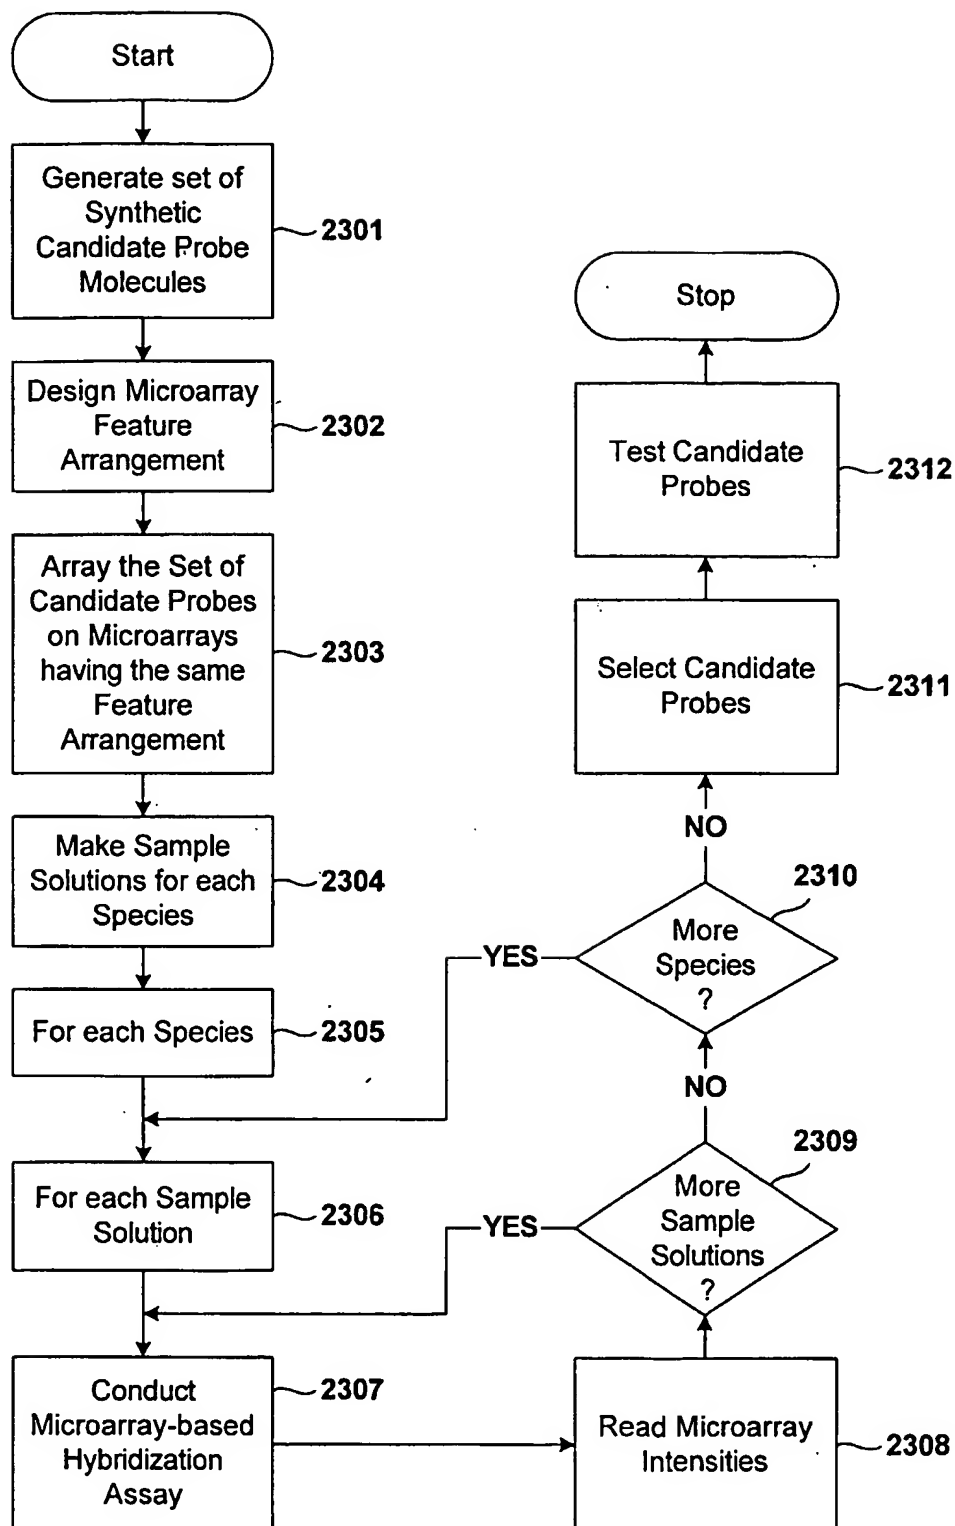 Start
Generate set of
Synthetic
Candidate Probe
Molecules
2301
Design Microarray
Feature
Arrangement
2302
Array the Set of
Candidate Probes
on Microarrays
having the same
Feature
Arrangement
2303
Make Sample
Solutions for each
Species
2304
For each Species
2305
For each Sample
Solution
2306
Conduct
Microarray-based
Hybridization
Assay
2307
Read Microarray
Intensities
2308
More
Sample
Solutions
?
2309
YES
NO
More
Species
?
2310
YES
NO
Select Candidate
Probes
2311
Test Candidate
Probes
2312
Stop